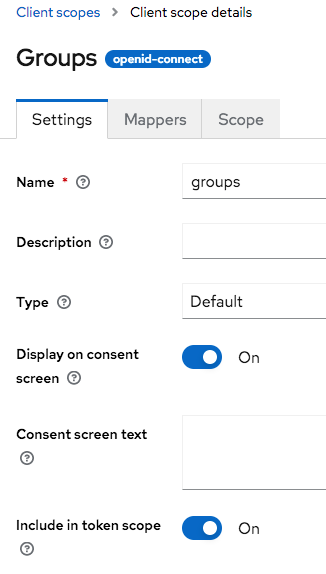 Client scopes > Client scope details
Groups openid-connect
Settings Mappers Scope
Name * groups
Description
Type Default
Display on consent On
screen
Consent screen text
Include in token scope On